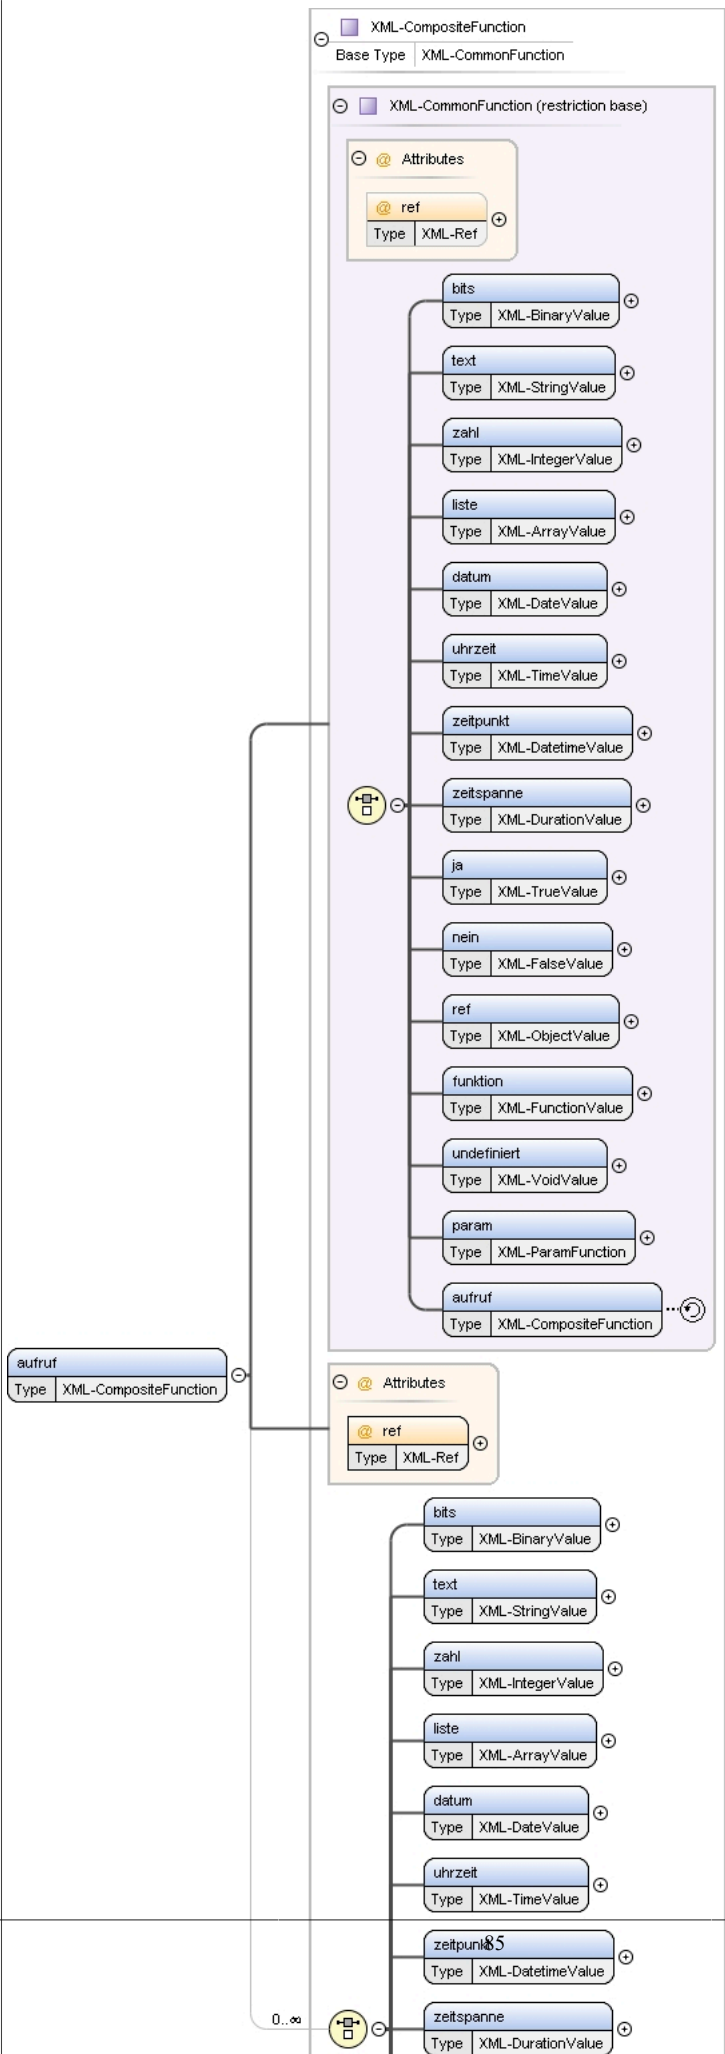 XML-CompositeFunction
Base Type XML-CommonFunction
XML-CommonFunction (restriction base)
@ Attributes
@ ref
Type XML-Ref
bits
Type XML-BinaryValue
text
Type XML-StringValue
zahl
Type XML-IntegerValue
liste
Type XML-ArrayValue
datum
Type XML-DateValue
uhrzeit
Type XML-TimeValue
zeitpunkt
Type XML-DatetimeValue
zeitspanne
Type XML-DurationValue
ja
Type XML-TrueValue
nein
Type XML-FalseValue
ref
Type XML-ObjectValue
funktion
Type XML-FunctionValue
undefiniert
Type XML-VoidValue
param
Type XML-ParamFunction
aufruf
Type XML-CompositeFunction
aufruf
Type XML-CompositeFunction
@ Attributes
@ ref
Type XML-Ref
bits
Type XML-BinaryValue
text
Type XML-StringValue
zahl
Type XML-IntegerValue
liste
Type XML-ArrayValue
datum
Type XML-DateValue
uhrzeit
Type XML-TimeValue
zeitpunkt
85
Type XML-DatetimeValue
0..∞
zeitspanne
Type XML-DurationValue